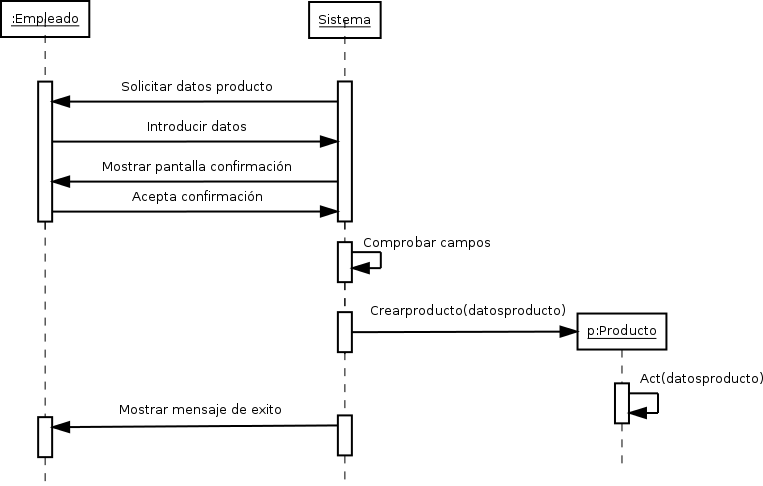 :Empleado
Sistema
Solicitar datos producto
Introducir datos
Mostrar pantalla confirmación
Acepta confirmación
Comprobar campos
Crearproducto(datosproducto)
p:Producto
Act(datosproducto)
Mostrar mensaje de exito